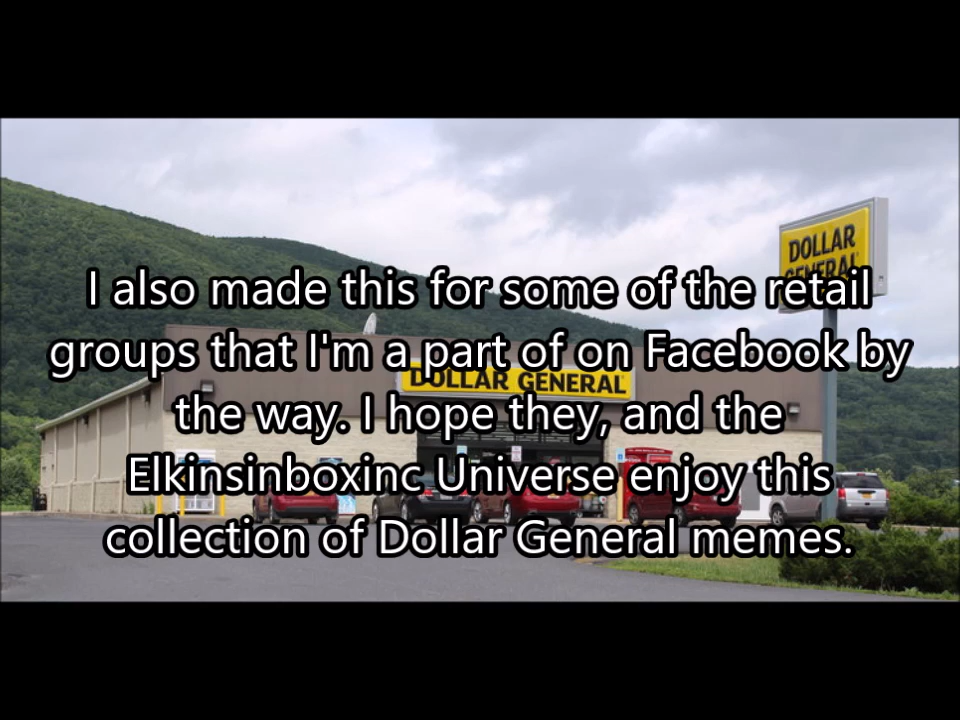 DOLLAR
GENERAL
I also made this for some of the retail
groups that I'm a part of on Facebook by
DOLLAR GENERAL
the way. I hope they, and the
Elkinsinboxinc Universe enjoy this
collection of Dollar General memes.